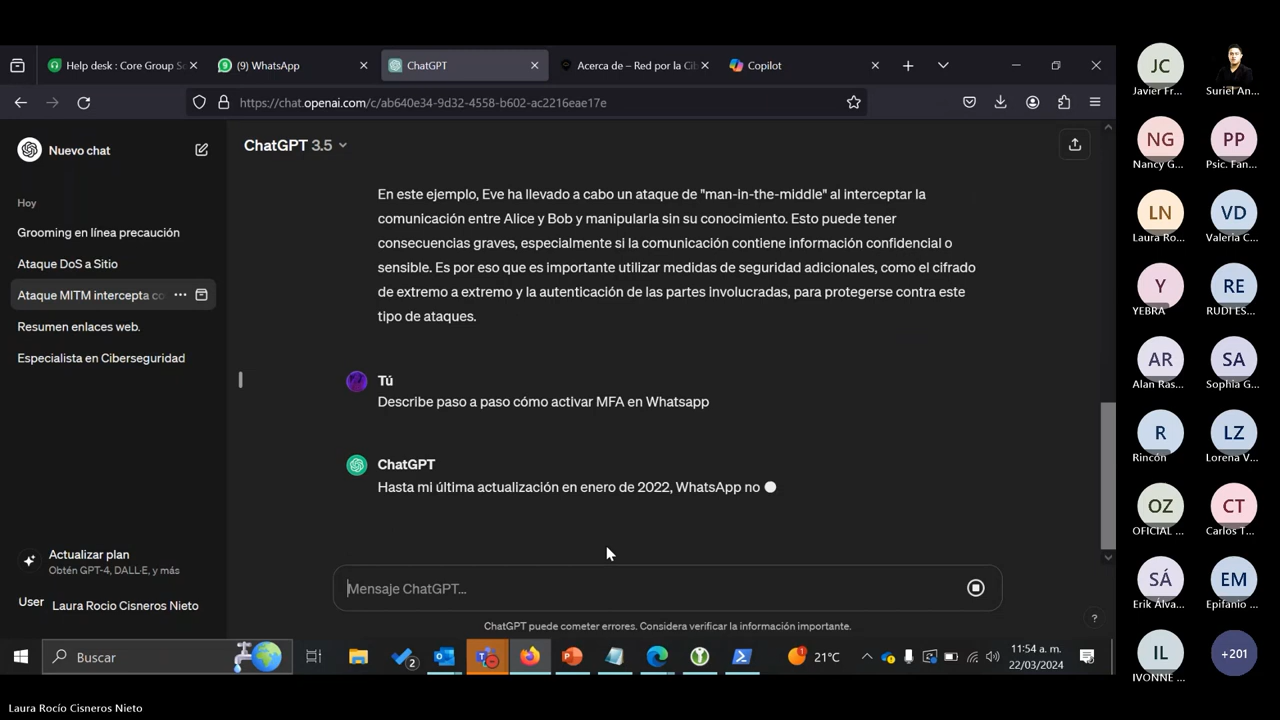 Help desk : Core Group Se
(9) WhatsApp
ChatGPT
Acerca de – Red por la Cib
Copilot
https://chat.openai.com/c/ab640e34-9d32-4558-b602-ac2216eae17e
Nuevo chat
ChatGPT 3.5
Hoy
Grooming en línea precaución
Ataque DoS a Sitio
Ataque MITM intercepta co
Resumen enlaces web.
Especialista en Ciberseguridad
Actualizar plan
Obtén GPT-4, DALL·E, y más
User
Laura Rocio Cisneros Nieto
En este ejemplo, Eve ha llevado a cabo un ataque de "man-in-the-middle" al interceptar la
comunicación entre Alice y Bob y manipularla sin su conocimiento. Esto puede tener
consecuencias graves, especialmente si la comunicación contiene información confidencial o
sensible. Es por eso que es importante utilizar medidas de seguridad adicionales, como el cifrado
de extremo a extremo y la autenticación de las partes involucradas, para protegerse contra este
tipo de ataques.
Tú
Describe paso a paso cómo activar MFA en Whatsapp
ChatGPT
Hasta mi última actualización en enero de 2022, WhatsApp no
Mensaje ChatGPT...
ChatGPT puede cometer errores. Considera verificar la información importante.
?
Buscar
2
21°C
11:54 a. m.
22/03/2024
JC
Javier Fr...
Suriel An...
NG
Nancy G...
PP
Psic. Fan...
LN
Laura Ro...
VD
Valeria C...
Y
YEBRA
RE
RUDI ES...
AR
Alan Ras...
SA
Sophia G...
R
Rincón
LZ
Lorena V...
OZ
OFICIAL ...
CT
Carlos T...
SÁ
Erik Álva...
EM
Epifanio ...
IL
IVONNE ...
+201
Laura Rocío Cisneros Nieto